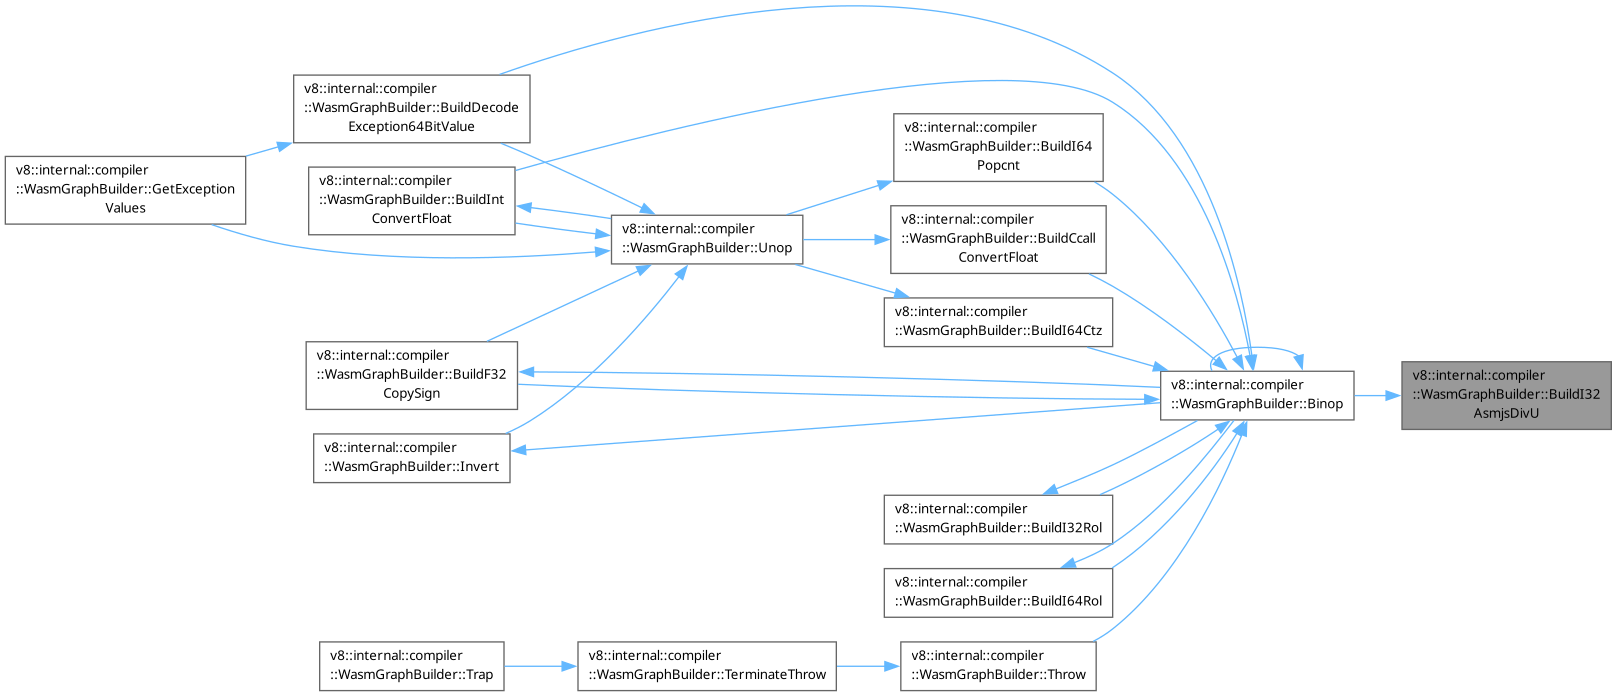 v8::internal::compiler
::WasmGraphBuilder::BuildDecode
Exception64BitValue
v8::internal::compiler
::WasmGraphBuilder::GetException
Values
v8::internal::compiler
::WasmGraphBuilder::BuildInt
ConvertFloat
v8::internal::compiler
::WasmGraphBuilder::BuildF32
CopySign
v8::internal::compiler
::WasmGraphBuilder::Invert
v8::internal::compiler
::WasmGraphBuilder::Trap
v8::internal::compiler
::WasmGraphBuilder::Unop
v8::internal::compiler
::WasmGraphBuilder::TerminateThrow
v8::internal::compiler
::WasmGraphBuilder::BuildI64
Popcnt
v8::internal::compiler
::WasmGraphBuilder::BuildCcall
ConvertFloat
v8::internal::compiler
::WasmGraphBuilder::BuildI64Ctz
v8::internal::compiler
::WasmGraphBuilder::BuildI32Rol
v8::internal::compiler
::WasmGraphBuilder::BuildI64Rol
v8::internal::compiler
::WasmGraphBuilder::Throw
v8::internal::compiler
::WasmGraphBuilder::Binop
v8::internal::compiler
::WasmGraphBuilder::BuildI32
AsmjsDivU